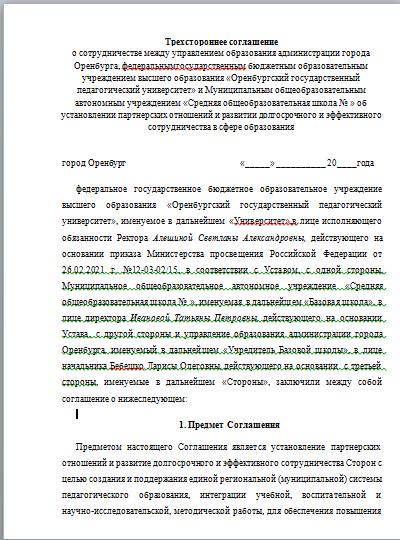 Трехстороннее соглашение
о сотрудничестве между управлением образования администрации города
Оренбурга, федеральнымгосударственным бюджетным образовательным
учреждением высшего образования «Оренбургский государственный
педагогический университет» и Муниципальным общеобразовательным
автономным учреждением «Средняя общеобразовательная школа № » об
установлении партнерских отношений и развитии долгосрочного и эффективного
сотрудничества в сфере образования
город Оренбург «_____» __________ 20____года
федеральное государственное бюджетное образовательное учреждение
высшего образования «Оренбургский государственный педагогический
университет», именуемое в дальнейшем «Университет»,в лице исполняющего
обязанности Ректора Алешиной Светланы Александровны, действующего на
основании приказа Министерства просвещения Российской Федерации от
26.02.2021 г. №12-03-02/15, в соответствии с Уставом, с одной стороны,
Муниципальное общеобразовательное автономное учреждение «Средняя
общеобразовательная школа № », именуемая в дальнейшем «Базовая школа», в
лице директора Ивановой Татьяны Петровны, действующего на основании
Устава, с другой стороны и управление образования администрации города
Оренбурга, именуемый в дальнейшем «Учредитель Базовой школы», в лице
начальника Бебешко Ларисы Олеговны, действующего на основании с третьей
стороны, именуемые в дальнейшем «Стороны», заключили между собой
соглашение о нижеследующем:
1. Предмет Соглашения
Предметом настоящего Соглашения является установление партнерских
отношений и развитие долгосрочного и эффективного сотрудничества Сторон с
целью создания и поддержания единой региональной (муниципальной) системы
педагогического образования, интеграции учебной, воспитательной и
научно-исследовательской, методической работы, для обеспечения повышения